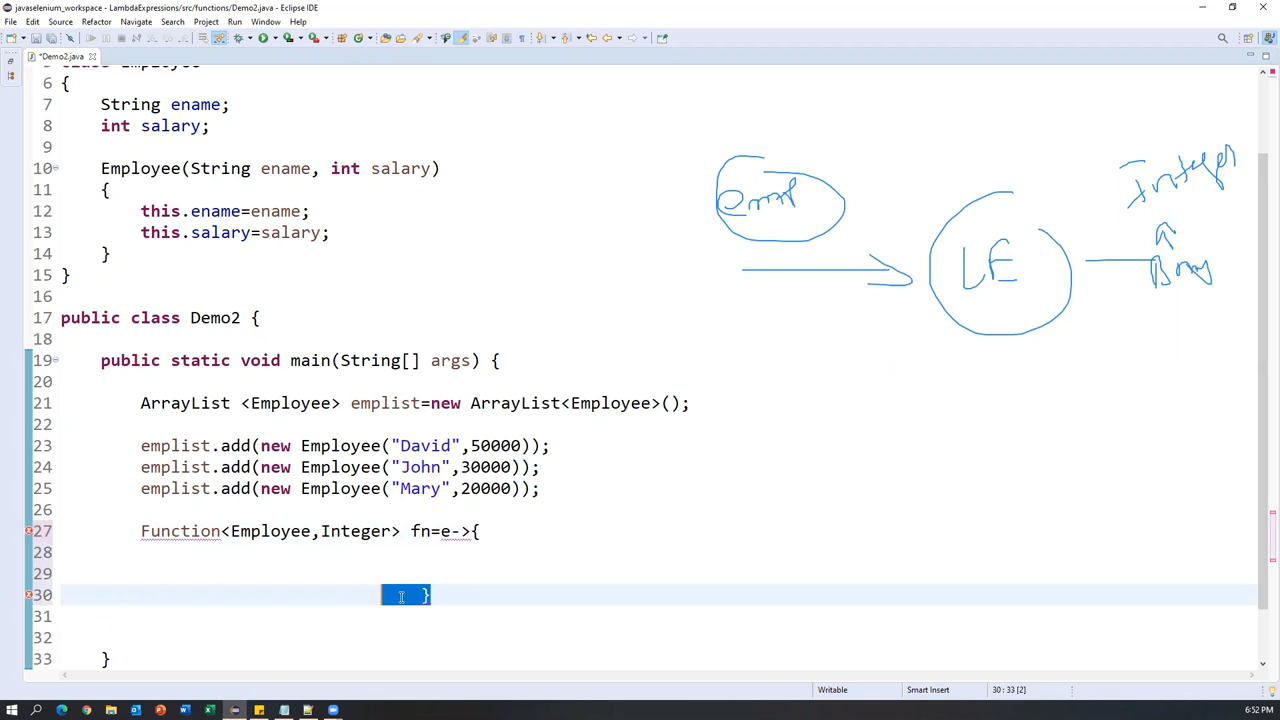 javaselenium_workspace - LambdaExpressions/src/functions/Demo2.java - Eclipse IDE
File Edit Source Refactor Navigate Search Project Run Window Help
*Demo2.java
6 {
7 String ename;
8 int salary;
9
10 Employee(String ename, int salary)
11 {
12 this.ename=ename;
13 this.salary=salary;
14 }
15 }
16
17 public class Demo2 {
18
19 public static void main(String[] args) {
20
21 ArrayList <Employee> emplist=new ArrayList<Employee>();
22
23 emplist.add(new Employee("David",50000));
24 emplist.add(new Employee("John",30000));
25 emplist.add(new Employee("Mary",20000));
26
27 Function<Employee,Integer> fn=e->{
28
29
30 }
31
32
33 }
Integer
LE
Writable Smart Insert 30 : 33 [2]
6:52 PM